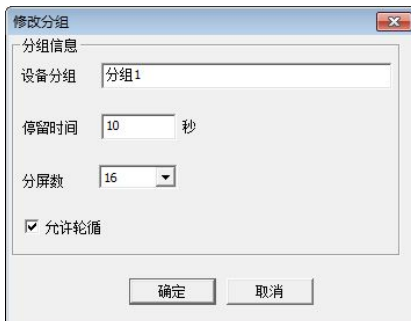 修改分组
分组信息
设备分组 分组1
停留时间 10 秒
分屏数 16
允许轮循
确定 取消